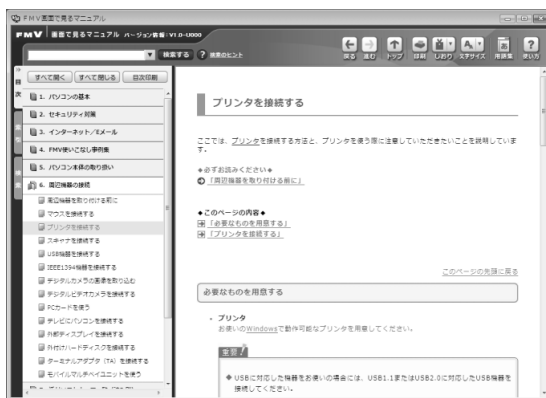 FMV画面で見るマニュアル
FMV 画面で見るマニュアル バージョン情報:V1.0-U000
検索する
? 検索のヒント
戻る 進む トップ 印刷 しおり 文字サイズ 用語集 使い方
目次
すべて開く すべて閉じる 目次印刷
1. パソコンの基本
2. セキュリティ対策
3. インターネット/Eメール
4. FMV使いこなし事例集
5. パソコン本体の取り扱い
6. 周辺機器の接続
周辺機器を取り付ける前に
マウスを接続する
プリンタを接続する
スキャナを接続する
USB機器を接続する
IEEE1394機器を接続する
デジタルカメラの画像を取り込む
デジタルビデオカメラを接続する
PCカードを使う
テレビにパソコンを接続する
外部ディスプレイを接続する
外付けハードディスクを接続する
ターミナルアダプタ (TA) を接続する
モバイルマルチベイユニットを使う
プリンタを接続する
ここでは、プリンタを接続する方法と、プリンタを使う際に注意していただきたいことを説明していま
す。
◆必ずお読みください◆
「周辺機器を取り付ける前に」
◆このページの内容◆
「必要なものを用意する」
「プリンタを接続する」
このページの先頭に戻る
必要なものを用意する
・ プリンタ
お使いのWindowsで動作可能なプリンタを用意してください。
重要!
◆ USBに対応した機器をお使いの場合には、USB1.1またはUSB2.0に対応したUSB機器を
接続してください。